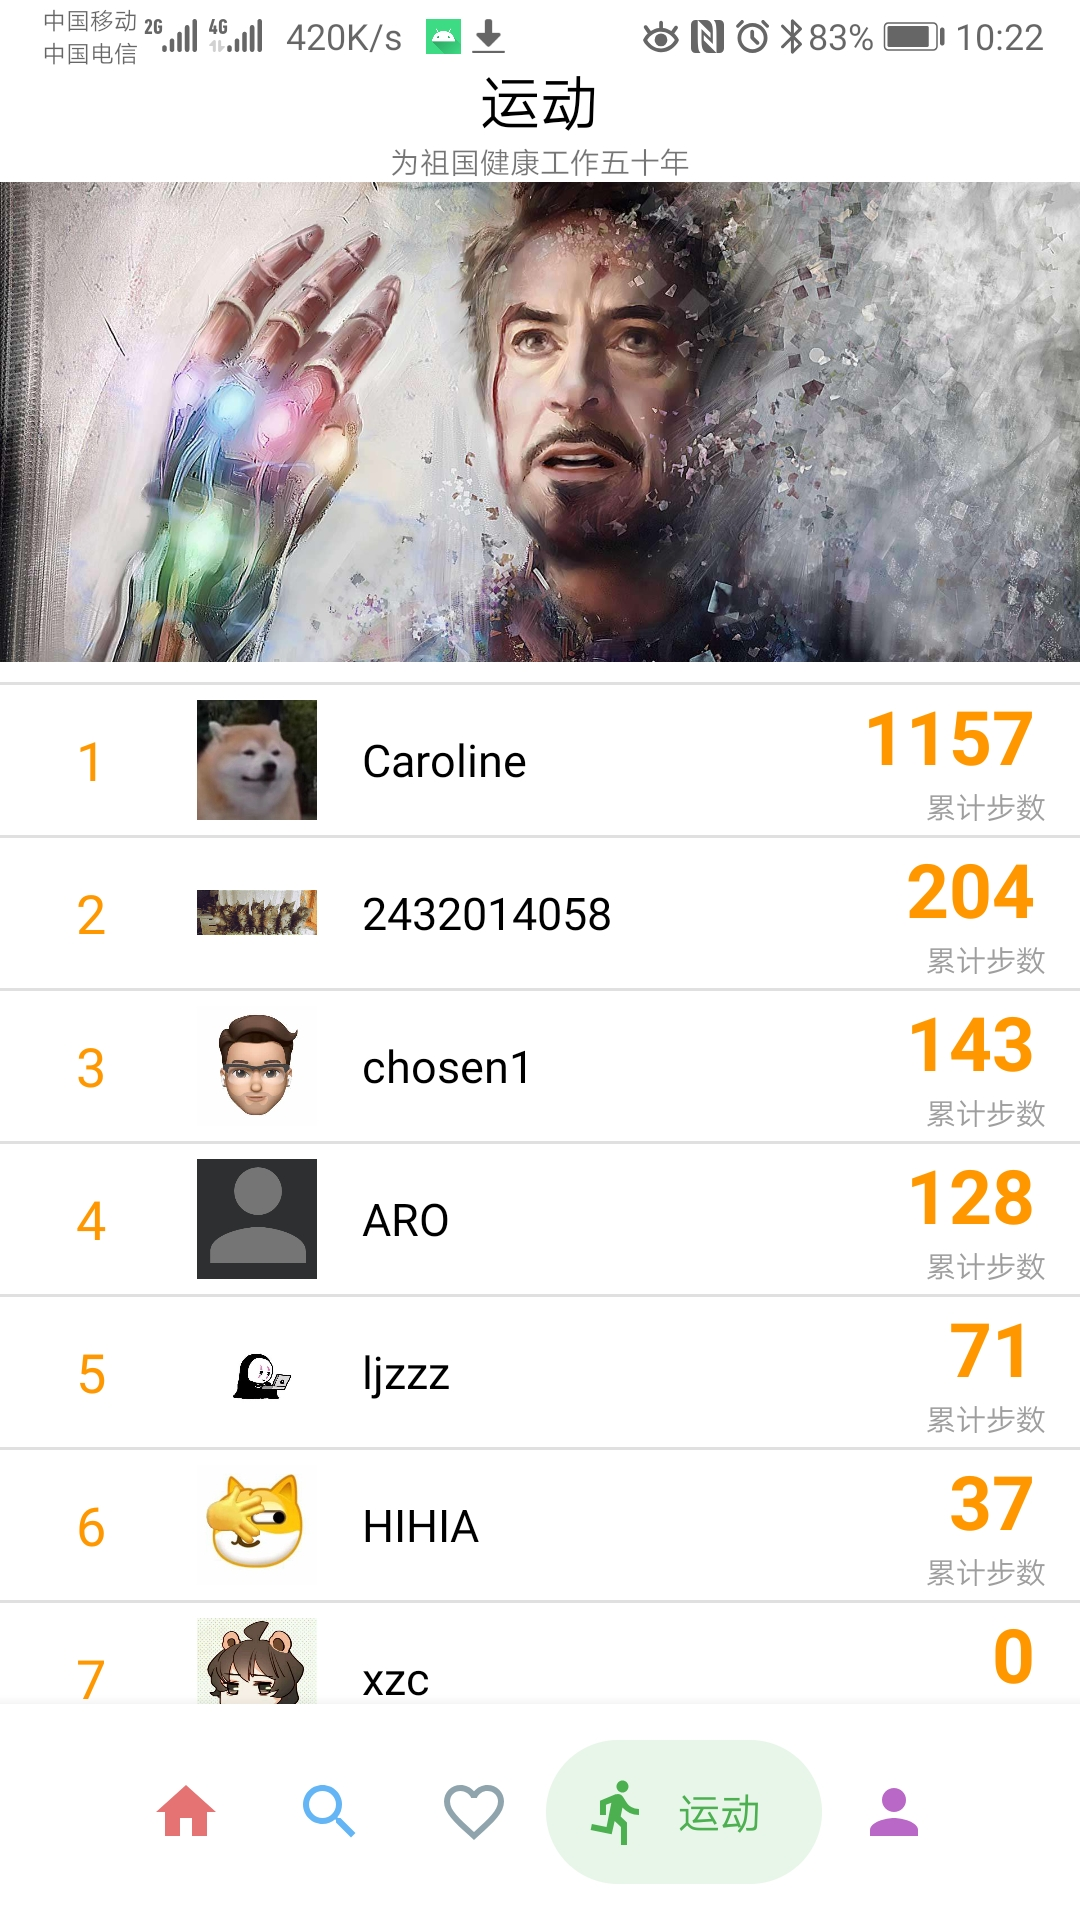 中国移动 2G 4G 420K/s 83% 10:22
中国电信
运动
为祖国健康工作五十年
1 Caroline 1157
累计步数
2 2432014058 204
累计步数
3 chosen1 143
累计步数
4 ARO 128
累计步数
5 ljzzz 71
累计步数
6 HIHIA 37
累计步数
7 xzc 0
运动